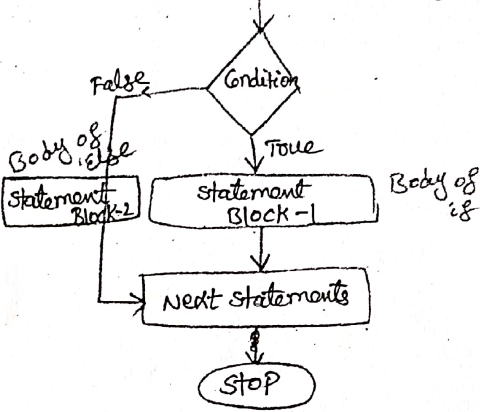 Condition
False
True
Body of
else
Statement
Block-2
Statement
Block-1
Body of
if
Next Statements
STOP